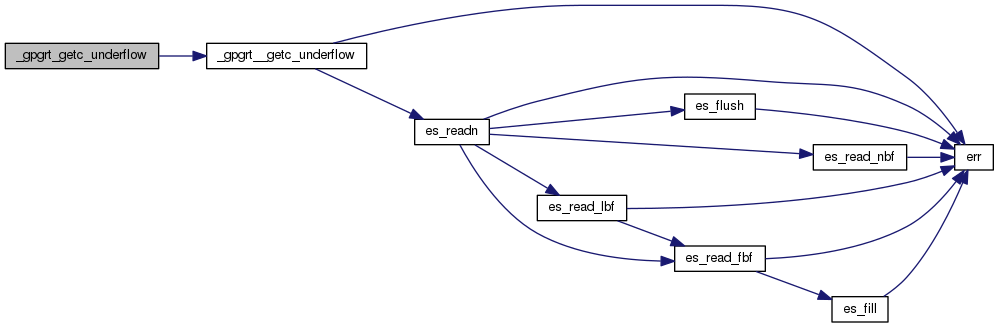 _gpgrt_getc_underflow
_gpgrt__getc_underflow
es_readn
es_flush
es_read_nbf
err
es_read_lbf
es_read_fbf
es_fill